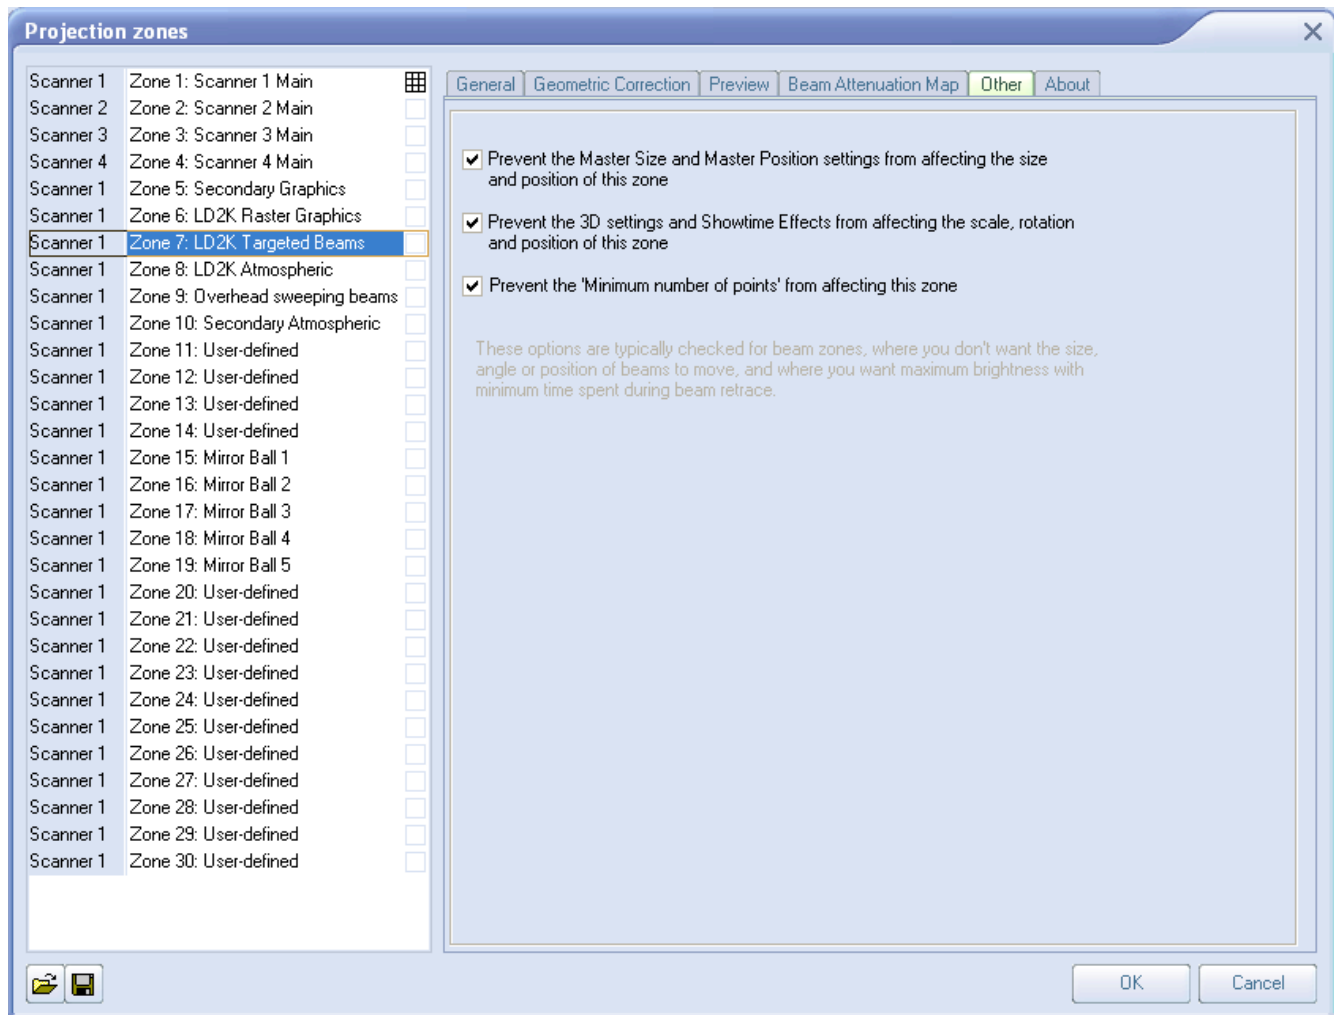 Projection zones
Scanner 1 Zone 1: Scanner 1 Main
Scanner 2 Zone 2: Scanner 2 Main
Scanner 3 Zone 3: Scanner 3 Main
Scanner 4 Zone 4: Scanner 4 Main
Scanner 1 Zone 5: Secondary Graphics
Scanner 1 Zone 6: LD2K Raster Graphics
Scanner 1 Zone 7: LD2K Targeted Beams
Scanner 1 Zone 8: LD2K Atmospheric
Scanner 1 Zone 9: Overhead sweeping beams
Scanner 1 Zone 10: Secondary Atmospheric
Scanner 1 Zone 11: User-defined
Scanner 1 Zone 12: User-defined
Scanner 1 Zone 13: User-defined
Scanner 1 Zone 14: User-defined
Scanner 1 Zone 15: Mirror Ball 1
Scanner 1 Zone 16: Mirror Ball 2
Scanner 1 Zone 17: Mirror Ball 3
Scanner 1 Zone 18: Mirror Ball 4
Scanner 1 Zone 19: Mirror Ball 5
Scanner 1 Zone 20: User-defined
Scanner 1 Zone 21: User-defined
Scanner 1 Zone 22: User-defined
Scanner 1 Zone 23: User-defined
Scanner 1 Zone 24: User-defined
Scanner 1 Zone 25: User-defined
Scanner 1 Zone 26: User-defined
Scanner 1 Zone 27: User-defined
Scanner 1 Zone 28: User-defined
Scanner 1 Zone 29: User-defined
Scanner 1 Zone 30: User-defined
General Geometric Correction Preview Beam Attenuation Map Other About
Prevent the Master Size and Master Position settings from affecting the size
and position of this zone
Prevent the 3D settings and Showtime Effects from affecting the scale, rotation
and position of this zone
Prevent the 'Minimum number of points' from affecting this zone
These options are typically checked for beam zones, where you don't want the size,
angle or position of beams to move, and where you want maximum brightness with
minimum time spent during beam retrace.
OK Cancel